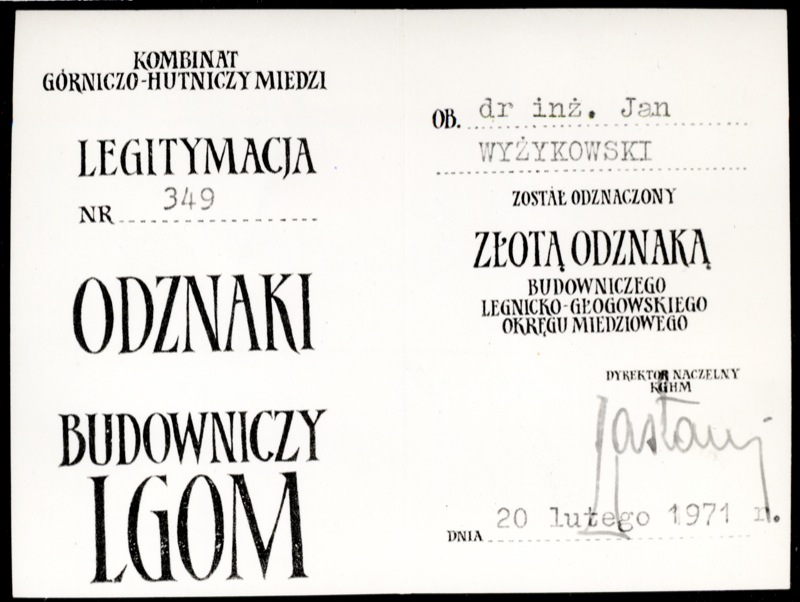 KOMBINAT
GÓRNICZO-HUTNICZY MIEDZI
LEGITYMACJA
NR 349
ODZNAKI
BUDOWNICZY
LGOM
OB. dr inż. Jan
WYŻYKOWSKI
ZOSTAŁ ODZNACZONY
ZŁOTĄ ODZNAKĄ
BUDOWNICZEGO
LEGNICKO-GŁOGOWSKIEGO
OKRĘGU MIEDZIOWEGO
DYREKTOR NACZELNY
KGHM
DNIA 20 lutego 1971 r.